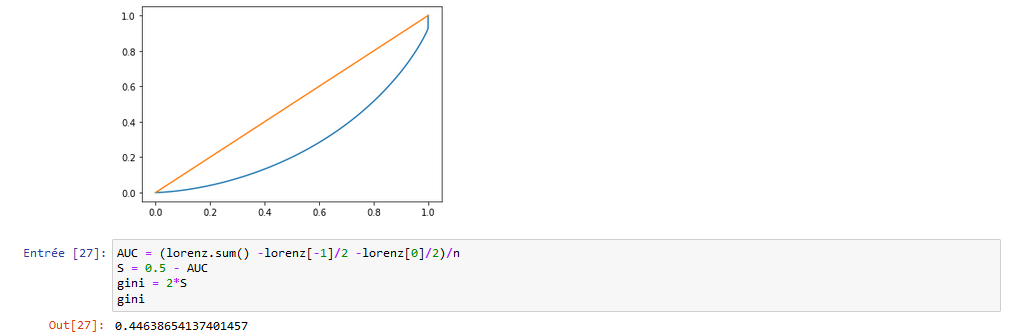 1.0
0.8
0.6
0.4
0.2
0.0
0.0 0.2 0.4 0.6 0.8 1.0
Entrée [27]: AUC = (lorenz.sum() -lorenz[-1]/2 -lorenz[0]/2)/n
S = 0.5 - AUC
gini = 2*S
gini
Out[27]: 0.44638654137401457